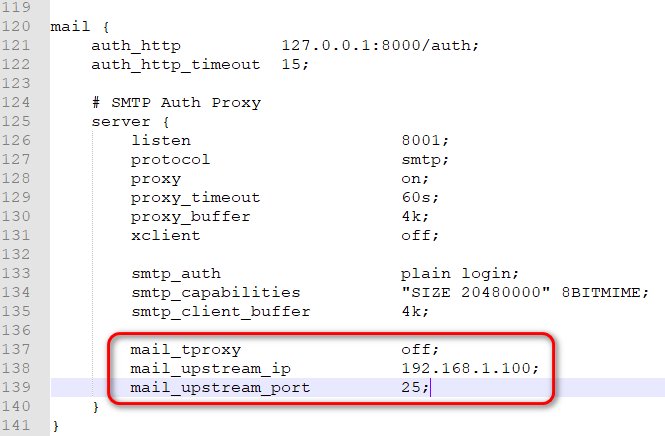 119
120 mail {
121     auth_http           127.0.0.1:8000/auth;
122     auth_http_timeout   15;
123
124     # SMTP Auth Proxy
125     server {
126         listen                     8001;
127         protocol                   smtp;
128         proxy                      on;
129         proxy_timeout              60s;
130         proxy_buffer               4k;
131         xclient                    off;
132
133         smtp_auth                  plain login;
134         smtp_capabilities          "SIZE 20480000" 8BITMIME;
135         smtp_client_buffer         4k;
136
137         mail_tproxy                off;
138         mail_upstream_ip           192.168.1.100;
139         mail_upstream_port         25;
140     }
141 }